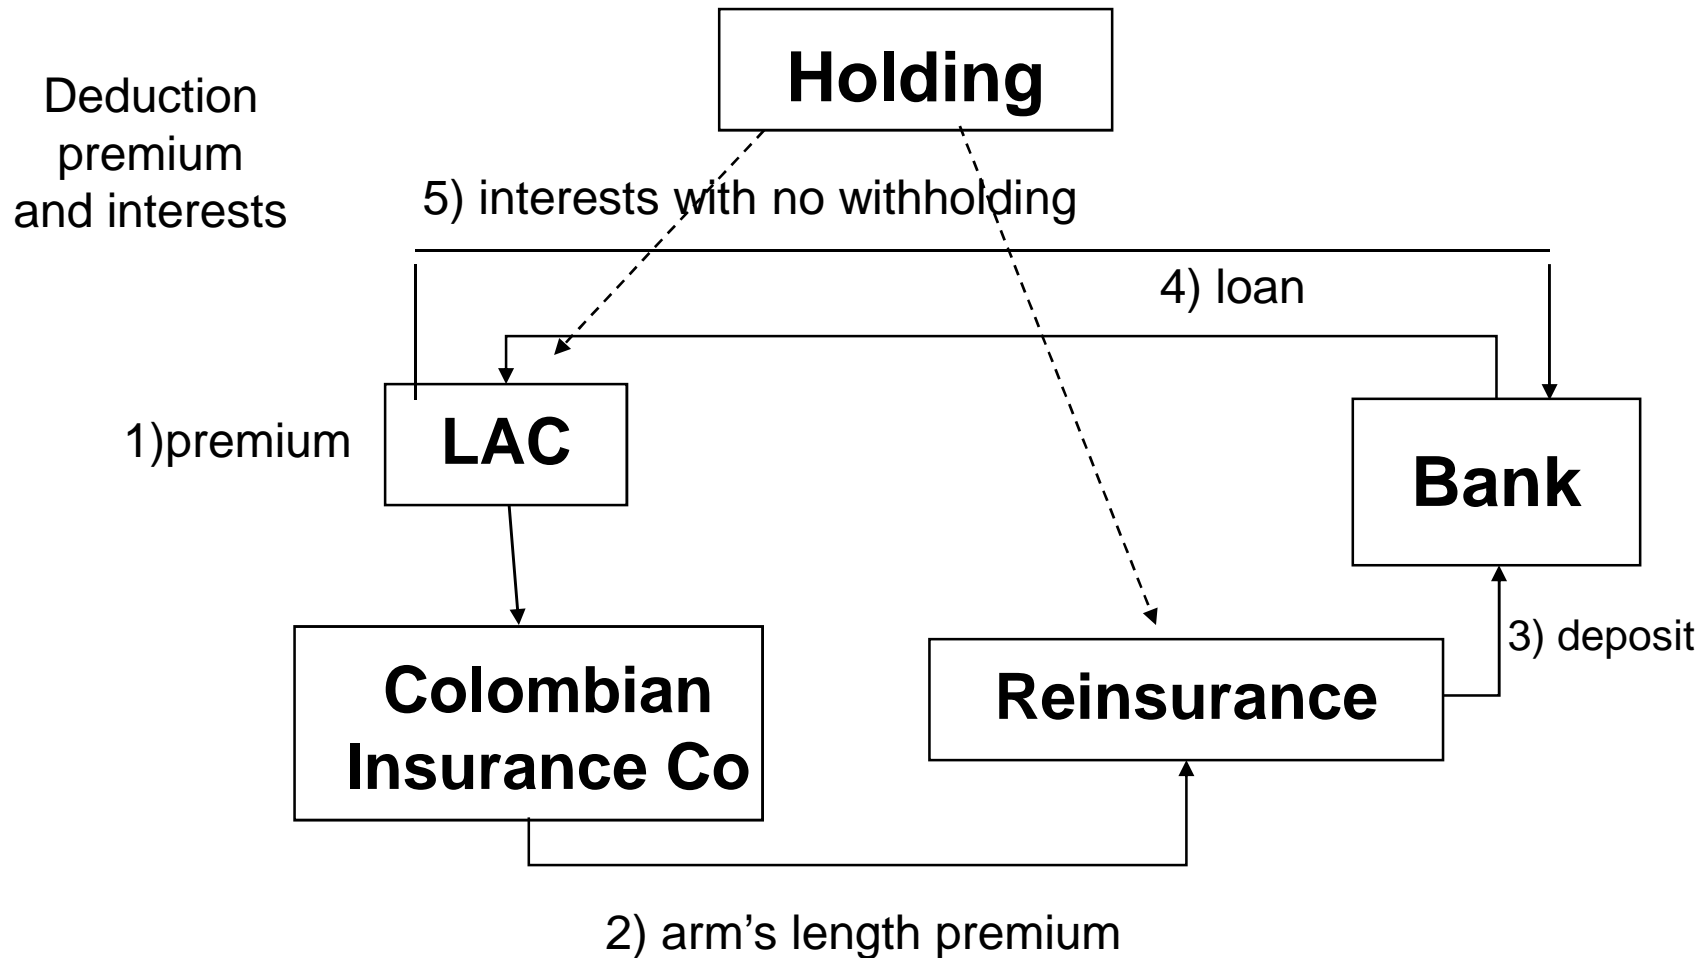 Holding
Deduction
premium
and interests
5) interests with no withholding
4) loan
1)premium
LAC
Bank
3) deposit
Colombian
Insurance Co
Reinsurance
2) arm’s length premium